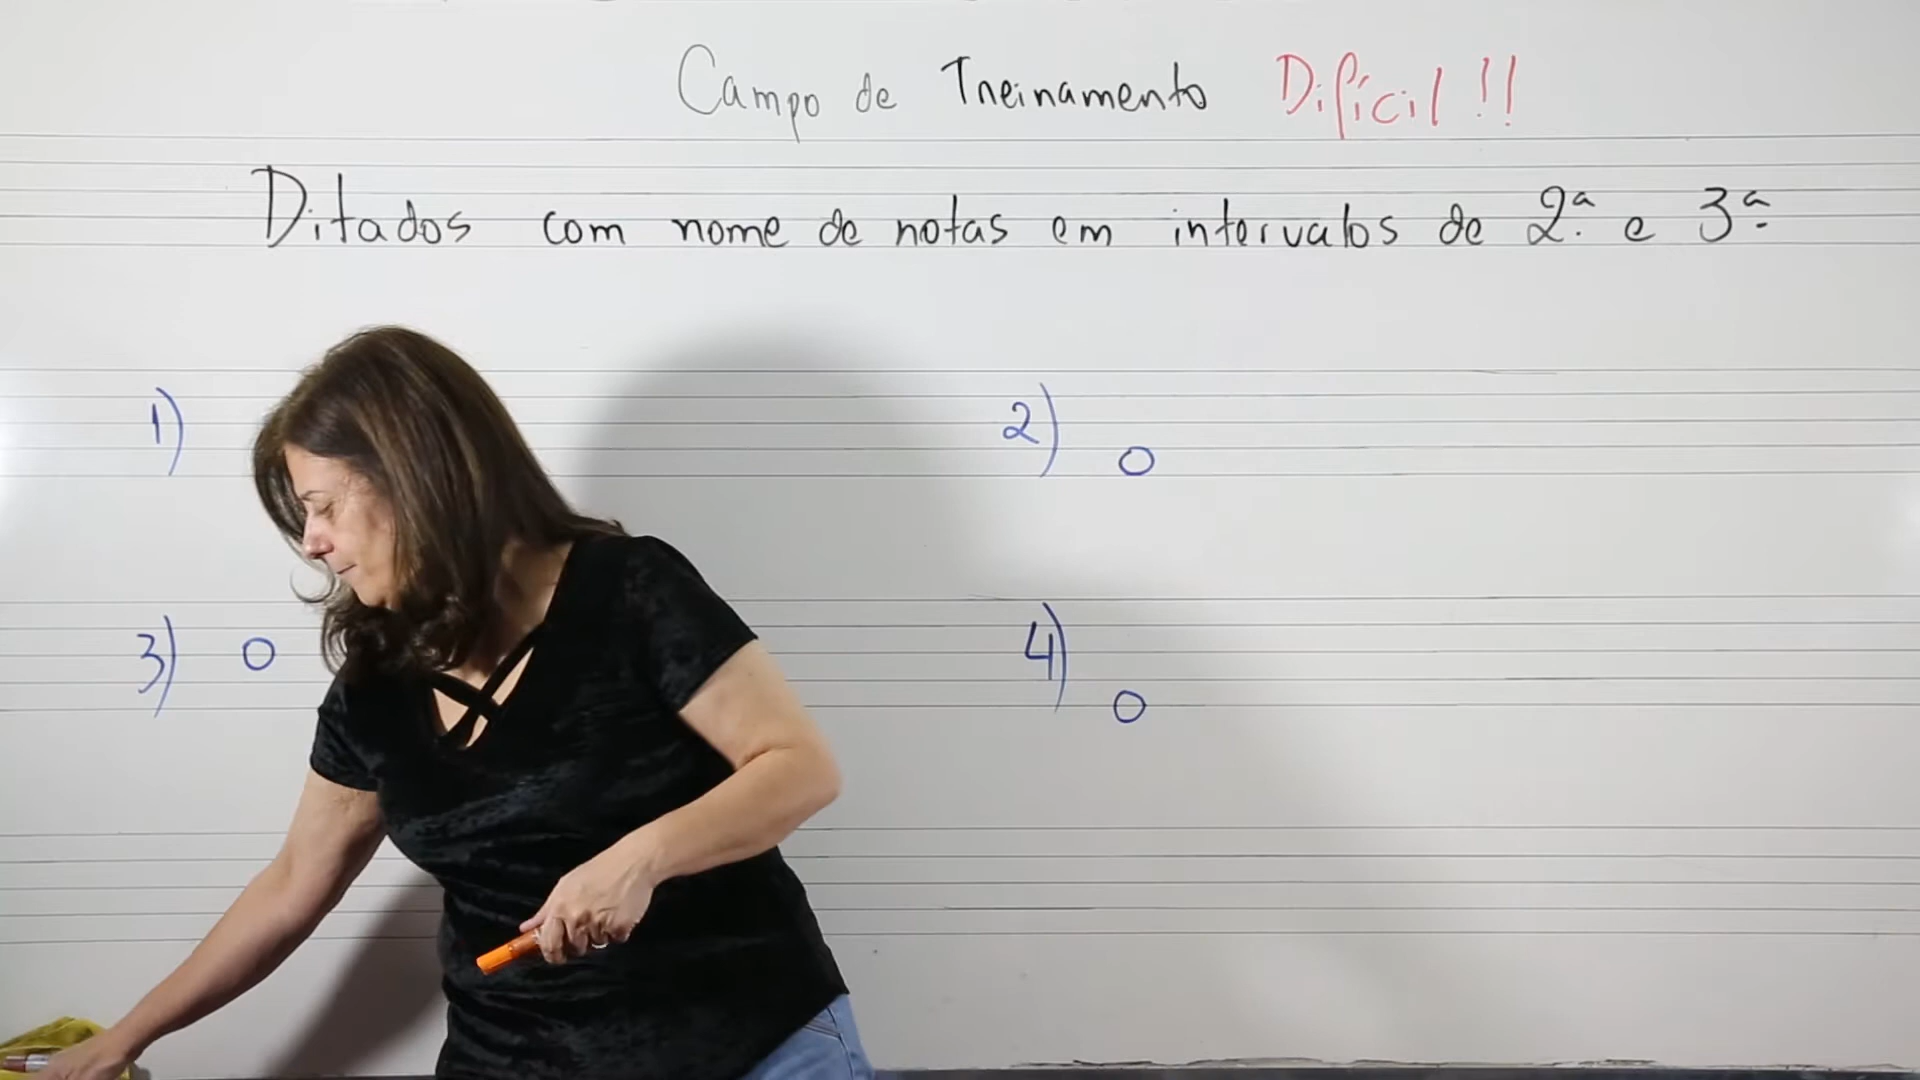 Campo de Treinamento Difícil!!
Ditados com nome de notas em intervalos de 2ª e 3ª
1)
2)
3)
4)